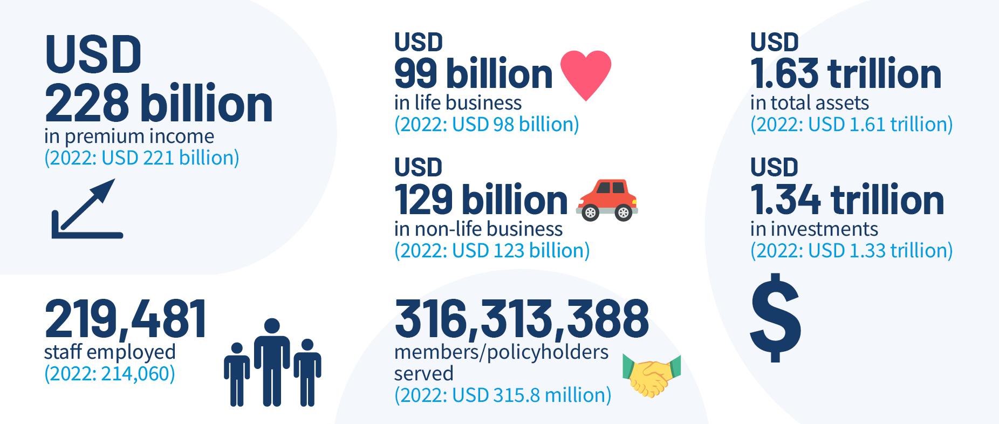 USD
228 billion
in premium income
(2022: USD 221 billion)
USD
99 billion
in life business
(2022: USD 98 billion)
USD
129 billion
in non-life business
(2022: USD 123 billion)
USD
1.63 trillion
in total assets
(2022: USD 1.61 trillion)
USD
1.34 trillion
in investments
(2022: USD 1.33 trillion)
$
219,481
staff employed
(2022: 214,060)
316,313,388
members/policyholders
served
(2022: USD 315.8 million)